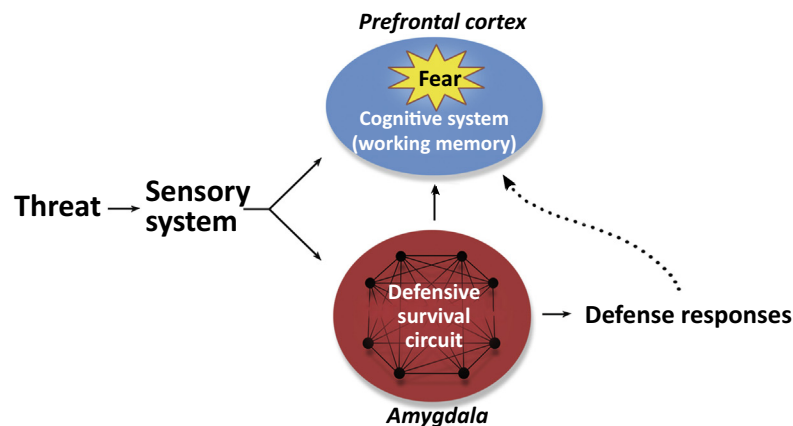 Prefrontal cortex
Fear
Cognitive system
(working memory)
Threat
Sensory
system
Defensive
survival
circuit
Defense responses
Amygdala